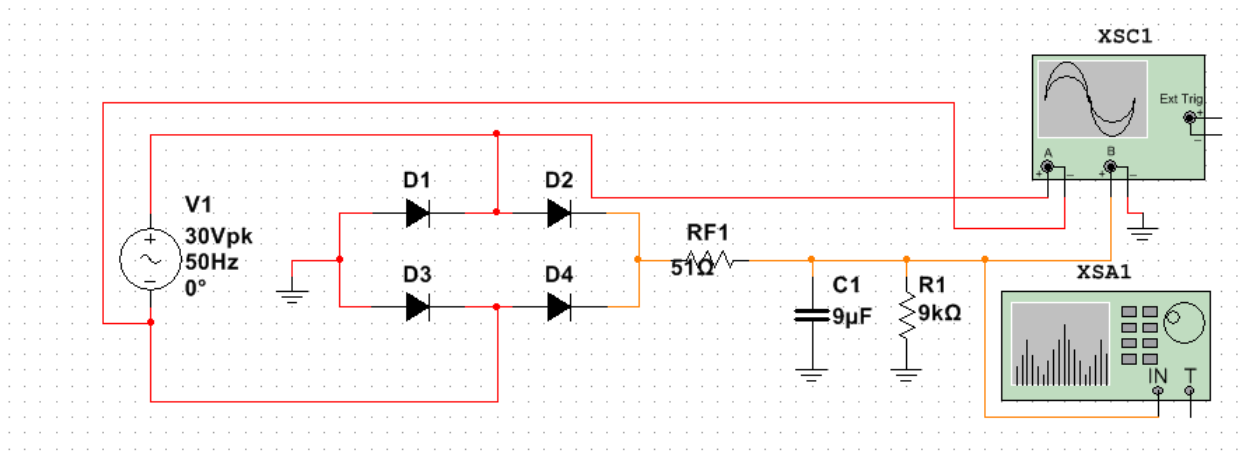 XSC1
Ext Trig
+
−
A
B
+
−
+
−
V1
+
−
30Vpk
50Hz
0°
D1
D2
D3
D4
RF1
51Ω
C1
9µF
R1
9kΩ
XSA1
IN T